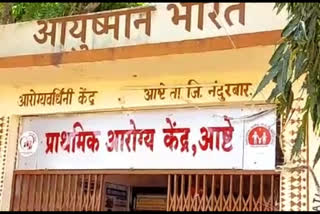 आयुष्मान भारत
आरोग्यवर्धिनी केंद्र आष्टे ता जि. नंदुरबार.
प्राथमिक आरोग्य केंद्र, आष्टे